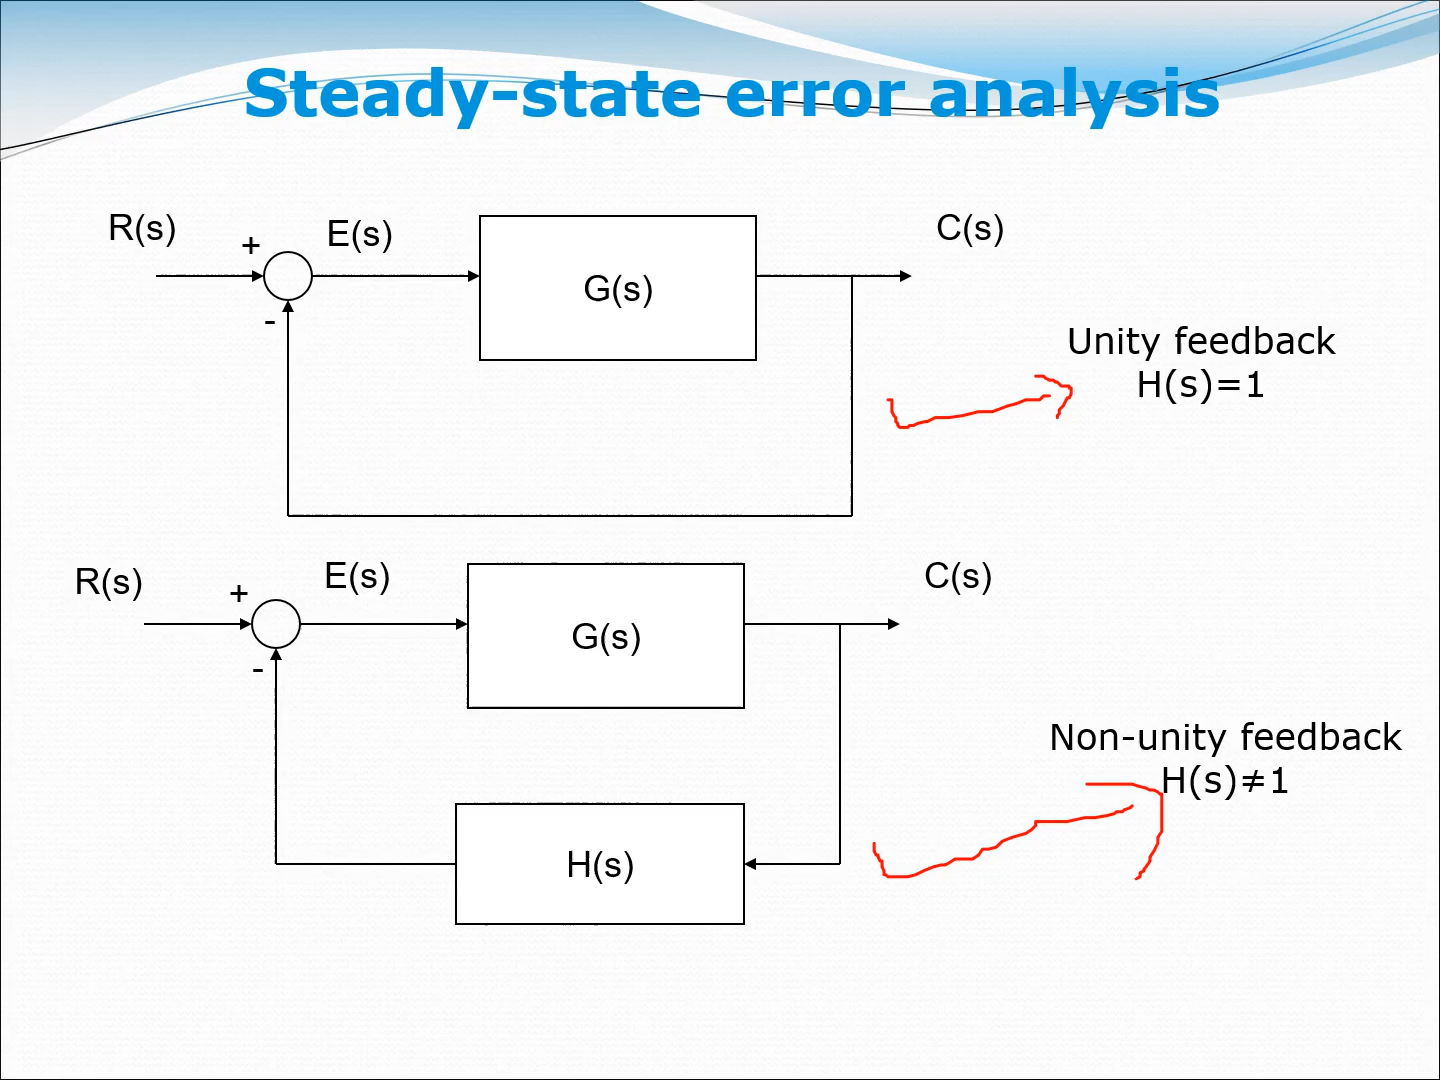 Steady-state error analysis
R(s)
+
E(s)
G(s)
C(s)
-
Unity feedback
H(s)=1
R(s)
+
E(s)
G(s)
C(s)
-
Non-unity feedback
H(s)≠1
H(s)